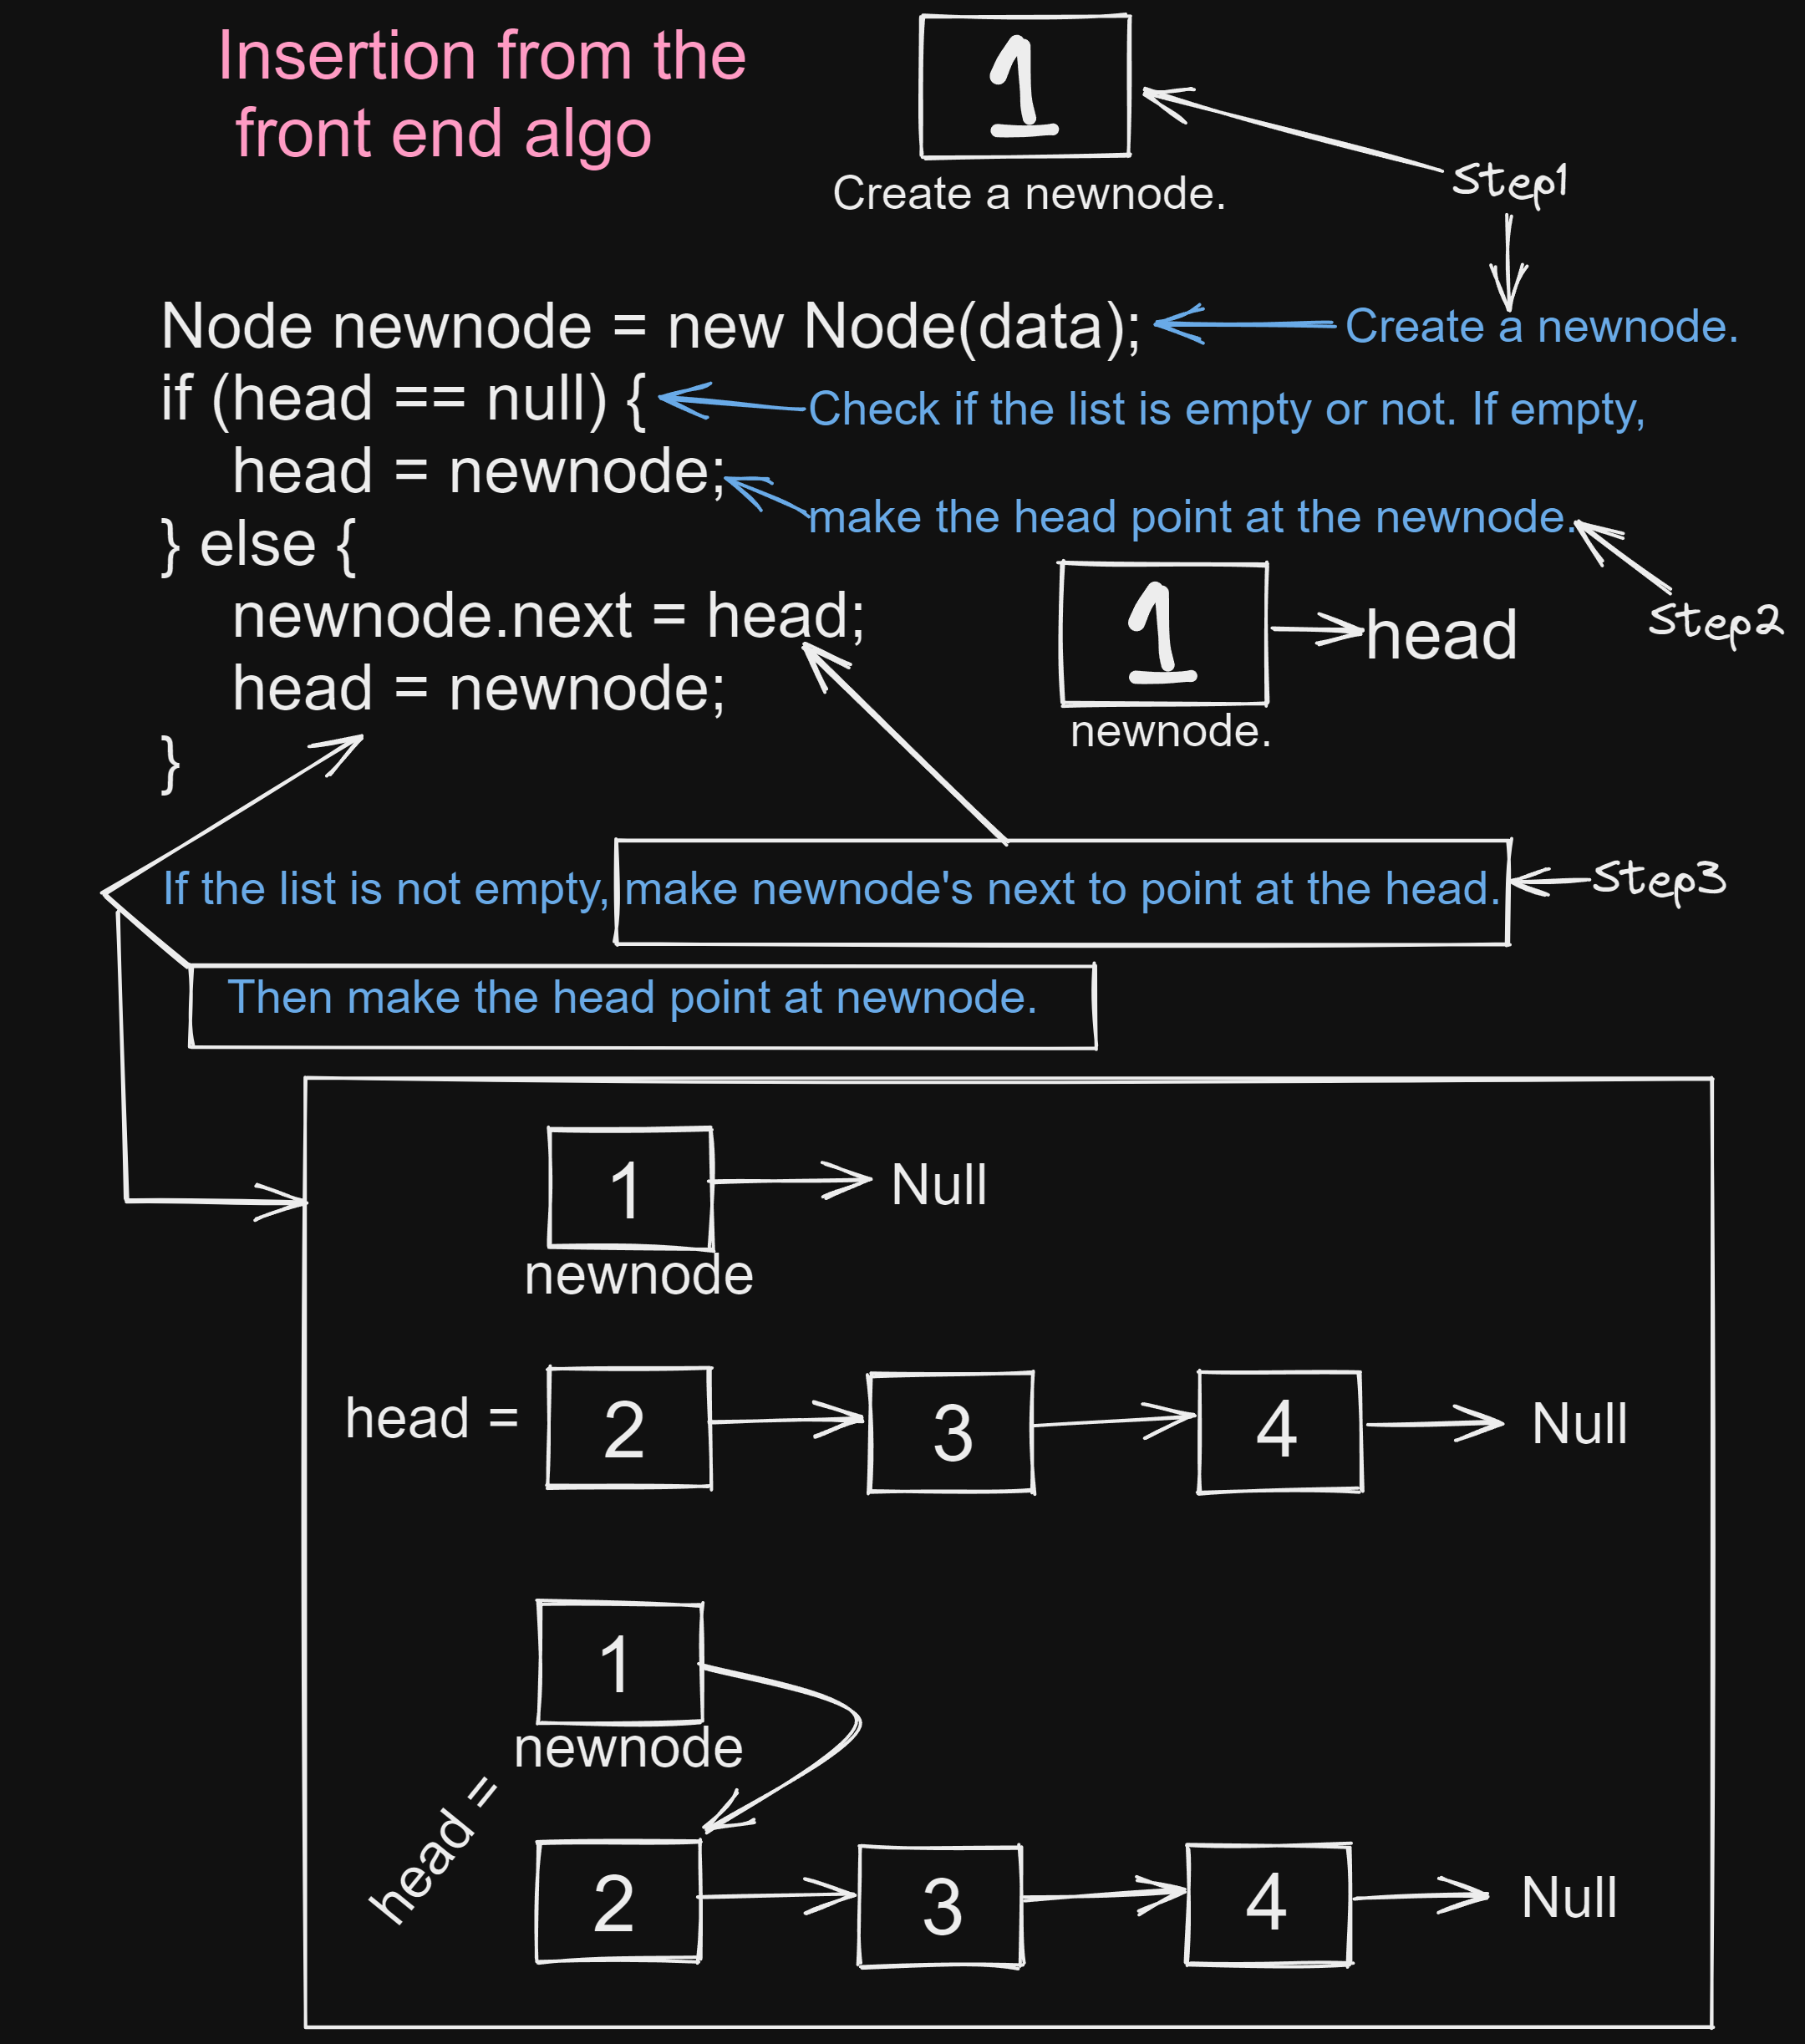 Insertion from the
front end algo
1
Create a newnode.
Step1
Node newnode = new Node(data);
Create a newnode.
if (head == null) {
Check if the list is empty or not. If empty,
head = newnode;
make the head point at the newnode.
} else {
Step2
newnode.next = head;
1
head
head = newnode;
newnode.
}
If the list is not empty, make newnode's next to point at the head.
Step3
Then make the head point at newnode.
1
Null
newnode
head =
2
3
4
Null
1
newnode
head =
2
3
4
Null